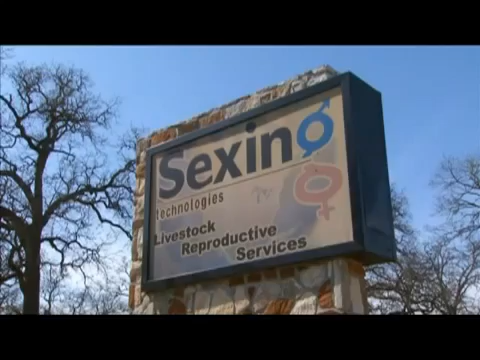 Sexing
technologies
Livestock
Reproductive
Services